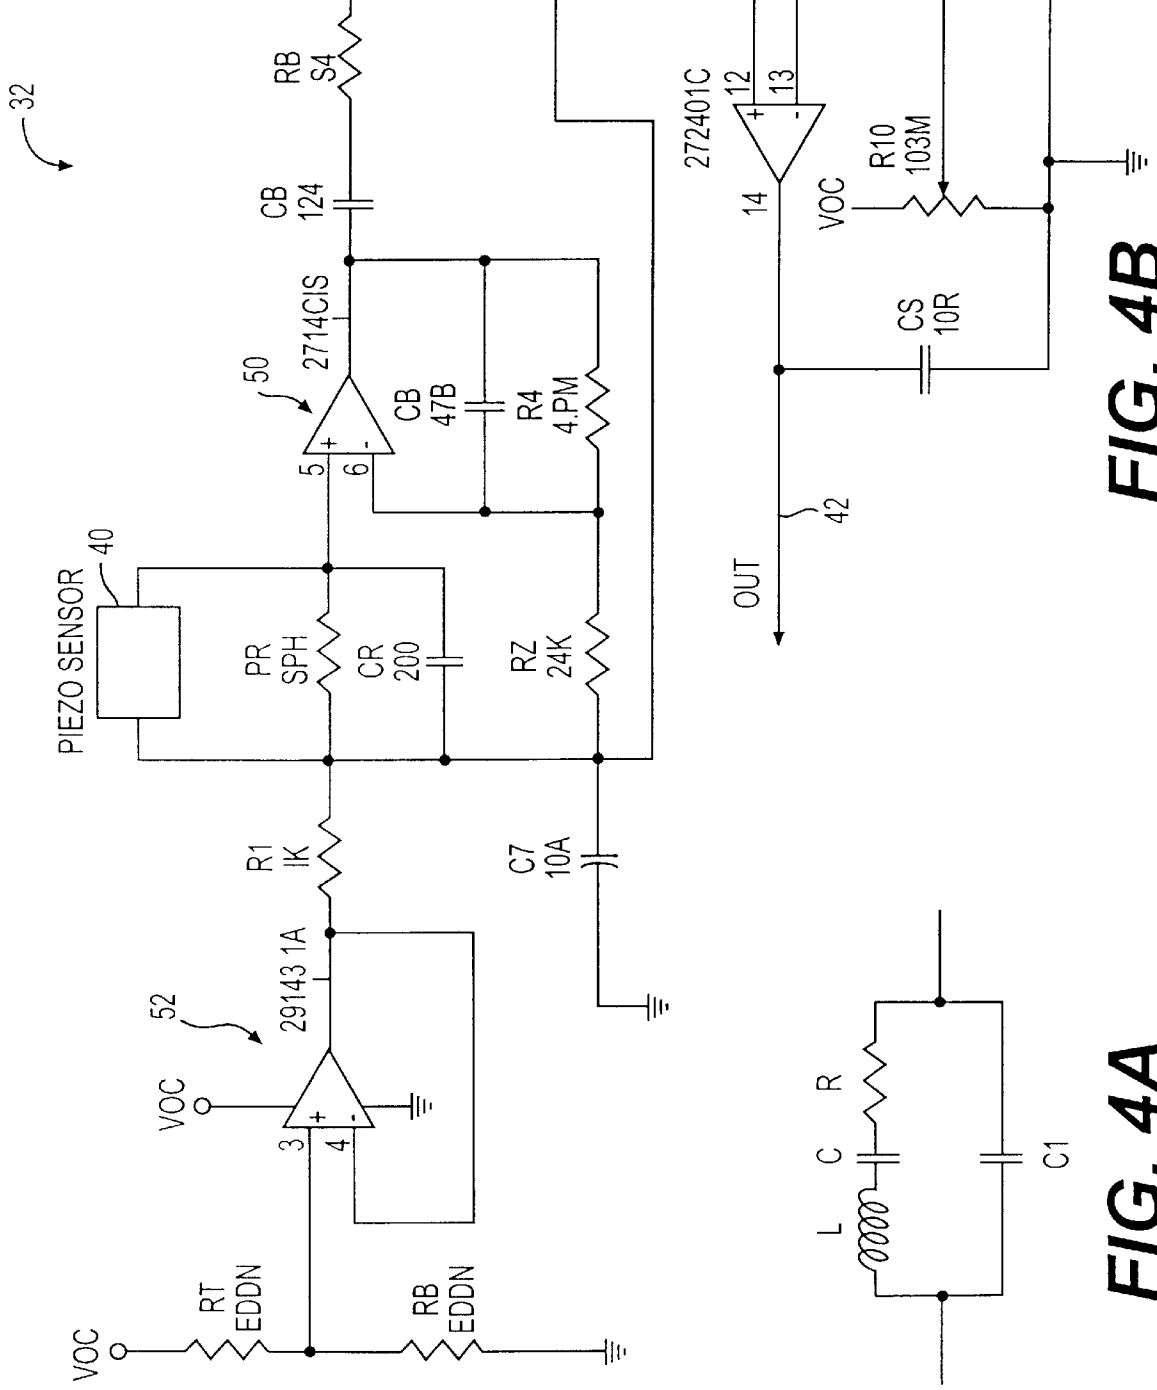 32
VOC
RT
EDDN
RB
EDDN
VOC
52
3
+
4
-
29143 1A
R1
IK
PIEZO SENSOR
40
PR
SPH
CR
200
C7
10A
RZ
24K
50
5
+
6
-
2714CIS
CB
47B
R4
4.PM
CB
124
RB
S4
OUT
42
14
272401C
12
+
13
-
VOC
R10
103M
CS
10R
FIG. 4B
L
C
R
C1
FIG. 4A